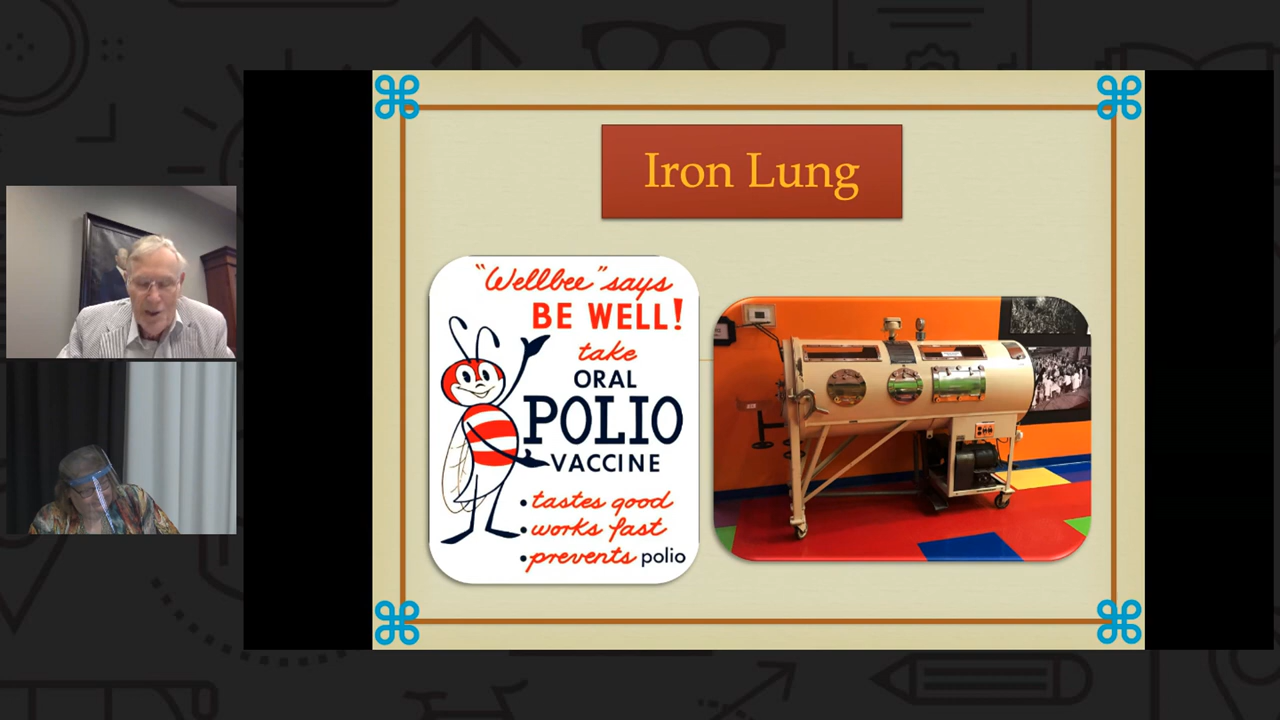 Iron Lung
"Wellbee" says
BE WELL!
take
ORAL
POLIO
VACCINE
• tastes good
• works fast
• prevents polio